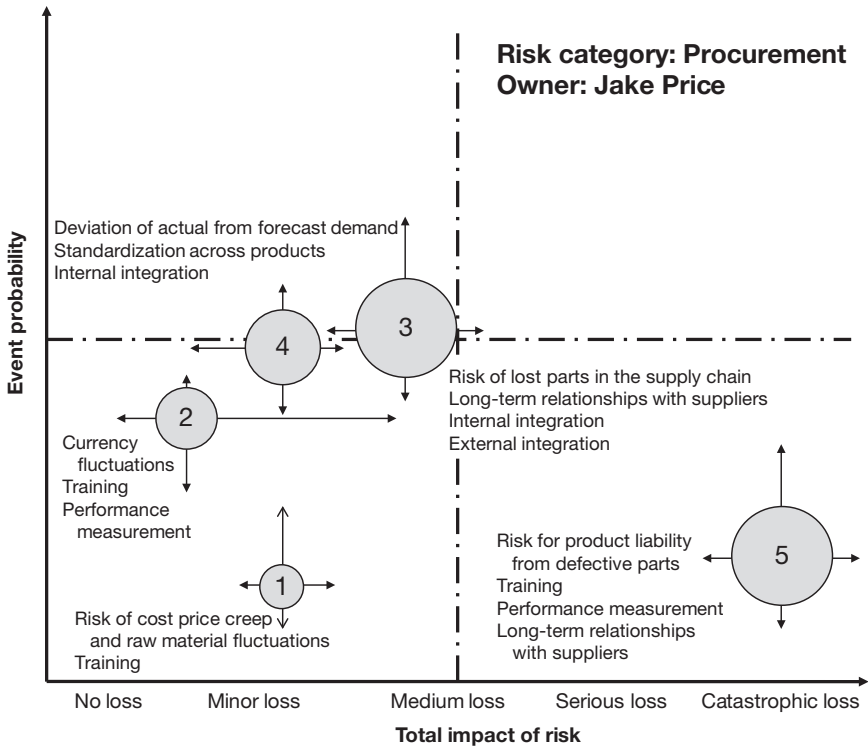 Risk category: Procurement
Owner: Jake Price
Event probability
Deviation of actual from forecast demand
Standardization across products
Internal integration
3
4
Risk of lost parts in the supply chain
Long-term relationships with suppliers
Internal integration
External integration
2
Currency
fluctuations
Training
Performance
measurement
Risk for product liability
from defective parts
Training
Performance measurement
Long-term relationships
with suppliers
5
1
Risk of cost price creep
and raw material fluctuations
Training
No loss
Minor loss
Medium loss
Serious loss
Catastrophic loss
Total impact of risk